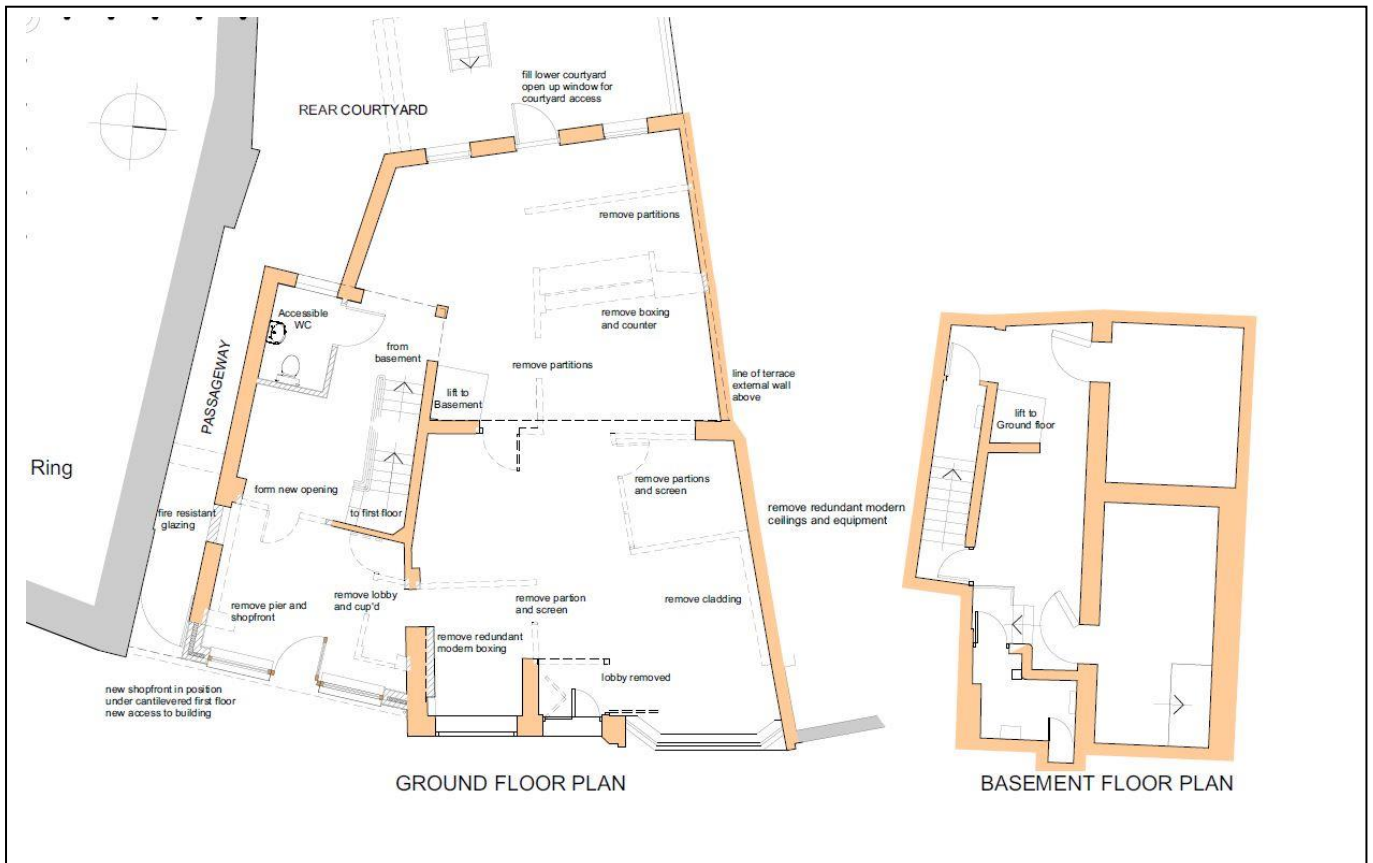 fill lower courtyard
open up window for
courtyard access
REAR COURTYARD
remove partitions
Accessible
WC
remove boxing
and counter
from
basement
PASSAGEWAY
remove partitions
line of terrace
external wall
above
lift to
Basement
lift to
Ground floor
Ring
form new opening
to first floor
remove partions
and screen
fire resistant
glazing
remove redundant modern
ceilings and equipment
remove pier and
shopfront
remove lobby
and cup'd
remove partion
and screen
remove cladding
remove redundant
modern boxing
lobby removed
new shopfront in position
under cantilevered first floor
new access to building
GROUND FLOOR PLAN
BASEMENT FLOOR PLAN